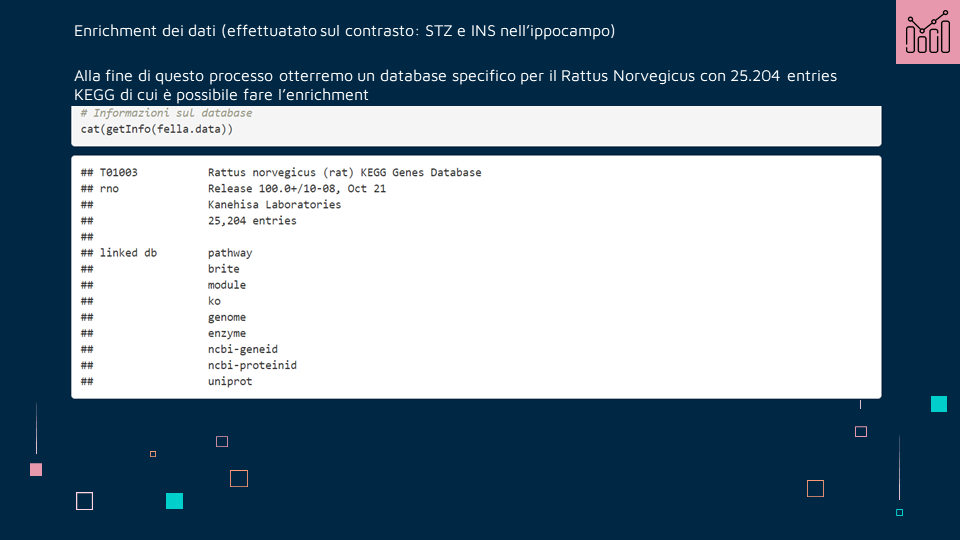 Enrichment dei dati (effettuatato sul contrasto: STZ e INS nell'ippocampo)
Alla fine di questo processo otterremo un database specifico per il Rattus Norvegicus con 25.204 entries
KEGG di cui è possibile fare l'enrichment
# Informazioni sul database
cat(getInfo(fella.data))
## T01003 Rattus norvegicus (rat) KEGG Genes Database
## rno Release 100.0+/10-08, Oct 21
## Kanehisa Laboratories
## 25,204 entries
##
## linked db pathway
## brite
## module
## ko
## genome
## enzyme
## ncbi-geneid
## ncbi-proteinid
## uniprot